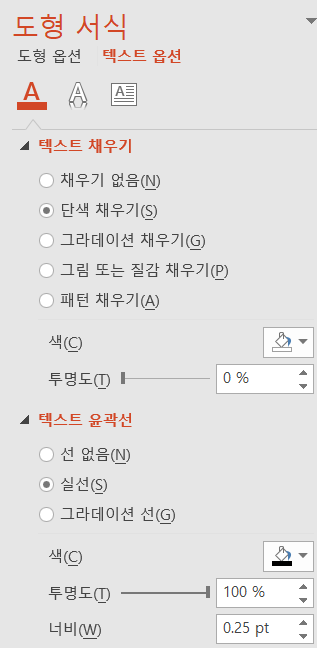 도형 서식
도형 옵션 텍스트 옵션
텍스트 채우기
채우기 없음(N)
단색 채우기(S)
그라데이션 채우기(G)
그림 또는 질감 채우기(P)
패턴 채우기(A)
색(C)
투명도(T) 0 %
텍스트 윤곽선
선 없음(N)
실선(S)
그라데이션 선(G)
색(C)
투명도(T) 100 %
너비(W) 0.25 pt